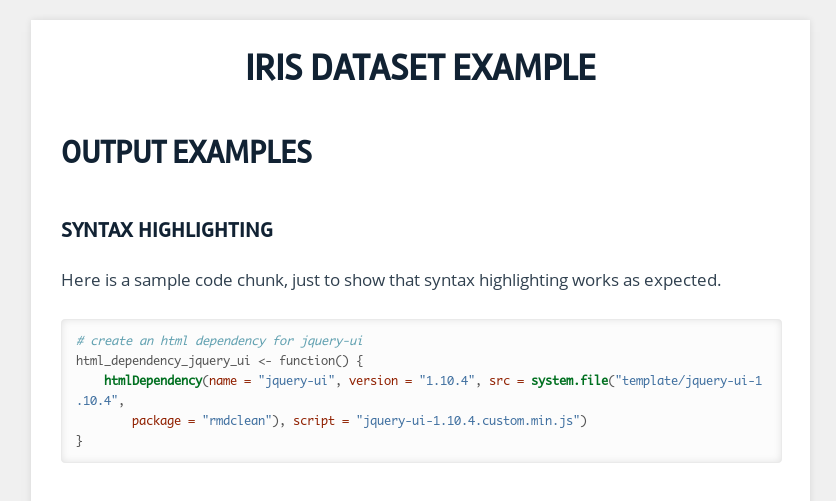 IRIS DATASET EXAMPLE
OUTPUT EXAMPLES
SYNTAX HIGHLIGHTING
Here is a sample code chunk, just to show that syntax highlighting works as expected.
# create an html dependency for jquery-ui
html_dependency_jquery_ui <- function() {
    htmlDependency(name = "jquery-ui", version = "1.10.4", src = system.file("template/jquery-ui-1
.10.4",
        package = "rmdclean"), script = "jquery-ui-1.10.4.custom.min.js")
}